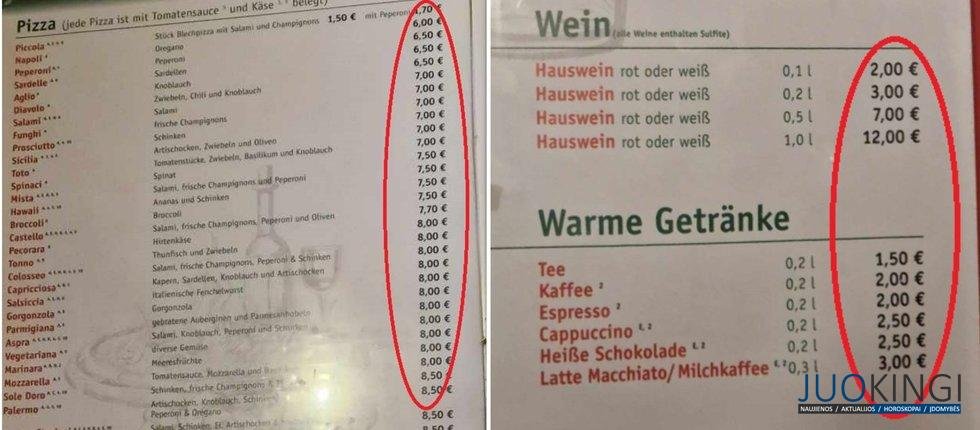 Pizza (jede Pizza ist mit Tomatensauce und Käse belegt)
Piccola Stück Blechpizza mit Salami und Champignons 1,50 € mit Peperoni 1,70 €
Napoli Oregano 6,00 €
Peperoni Peperoni 6,50 €
Sardelle Sardellen 6,50 €
Aglio Knoblauch 6,50 €
Diavolo Zwiebeln, Chili und Knoblauch 7,00 €
Salami Salami 7,00 €
Funghi frische Champignons 7,00 €
Prosciutto Schinken 7,00 €
Sicilia Artischocken, Zwiebeln und Oliven 7,00 €
Toto Tomatenstücke, Zwiebeln, Basilikum und Knoblauch 7,00 €
Spinaci Spinat 7,50 €
Mista Salami, frische Champignons und Peperoni 7,50 €
Hawaii Ananas und Schinken 7,50 €
Broccoli Broccoli 7,50 €
Castello Salami, frische Champignons, Peperoni und Oliven 7,70 €
Pecorara Hirtenkäse 8,00 €
Tonno Thunfisch und Zwiebeln 8,00 €
Colosseo Salami, frische Champignons, Peperoni & Schinken 8,00 €
Capricciosa Kapern, Sardellen, Knoblauch und Artischocken 8,00 €
Salsiccia italienische Fenchelwurst 8,00 €
Gorgonzola Gorgonzola 8,00 €
Parmigiana gebratene Auberginen und Parmesanhobeln 8,00 €
Aspra Salami, Knoblauch, Peperoni und Schinken 8,00 €
Vegetariana diverse Gemüse 8,00 €
Marinara Meeresfrüchte 8,00 €
Mozzarella Tomatensauce, Mozzarella und 8,00 €
Sole Doro Schinken, frische Champignons & 8,50 €
Palermo Artischocken, Knoblauch, Schinken, 8,50 €
Peperoni & Oregano
Salami, Schinken, 8,50 €
8,50 €
Wein (alle Weine enthalten Sulfite)
Hauswein rot oder weiß 0,1 l 2,00 €
Hauswein rot oder weiß 0,2 l 3,00 €
Hauswein rot oder weiß 0,5 l 7,00 €
Hauswein rot oder weiß 1,0 l 12,00 €
Warme Getränke
Tee 0,2 l 1,50 €
Kaffee ² 0,2 l 2,00 €
Espresso ² 2,00 €
Cappuccino ¹, ² 0,2 l 2,50 €
Heiße Schokolade ¹, ² 0,2 l 2,50 €
Latte Macchiato/ Milchkaffee ¹, ² 0,3 l 3,00 €
JUOKINGI
NAUJIENOS / AKTUALIJOS / HOROSKOPAI / ĮDOMYBĖS